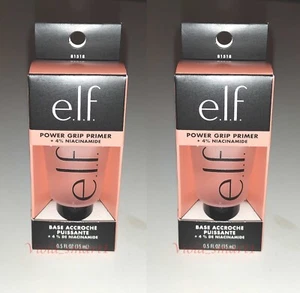 81818
e.l.f.
POWER GRIP PRIMER
+ 4% NIACINAMIDE
e.l.f.
BASE ACCROCHE
PUISSANTE
+ 4 % DE NIACINAMIDE
0.5 FL OZ (15 mL)
81818
e.l.f.
POWER GRIP PRIMER
+ 4% NIACINAMIDE
e.l.f.
BASE ACCROCHE
PUISSANTE
+ 4 % DE NIACINAMIDE
0.5 FL OZ (15 mL)